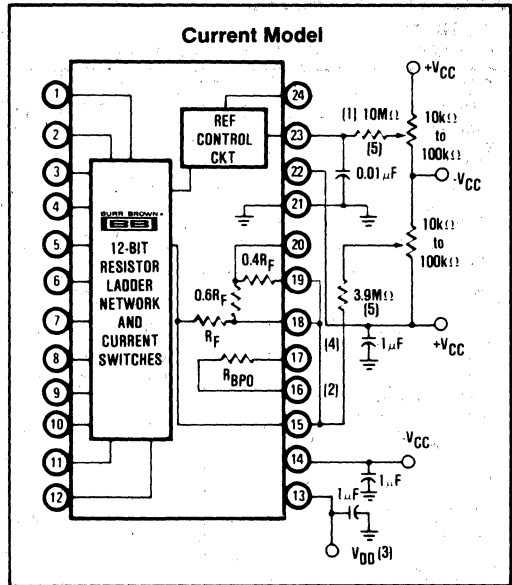 Current Model
1
2
3
4
5
6
7
8
9
10
11
12
24
23
22
21
20
19
18
17
16
15
14
13
REF
CONTROL
CKT
BURR BROWN
BB
12-BIT
RESISTOR
LADDER
NETWORK
AND
CURRENT
SWITCHES
0.4RF
0.6RF
RF
RBPO
(1) 10MΩ
(5)
0.01μF
+VCC
10kΩ
to
100kΩ
-VCC
10kΩ
to
100kΩ
3.9MΩ
(5)
(4)
1μF
+VCC
(2)
-VCC
1μF
1μF
VDD (3)